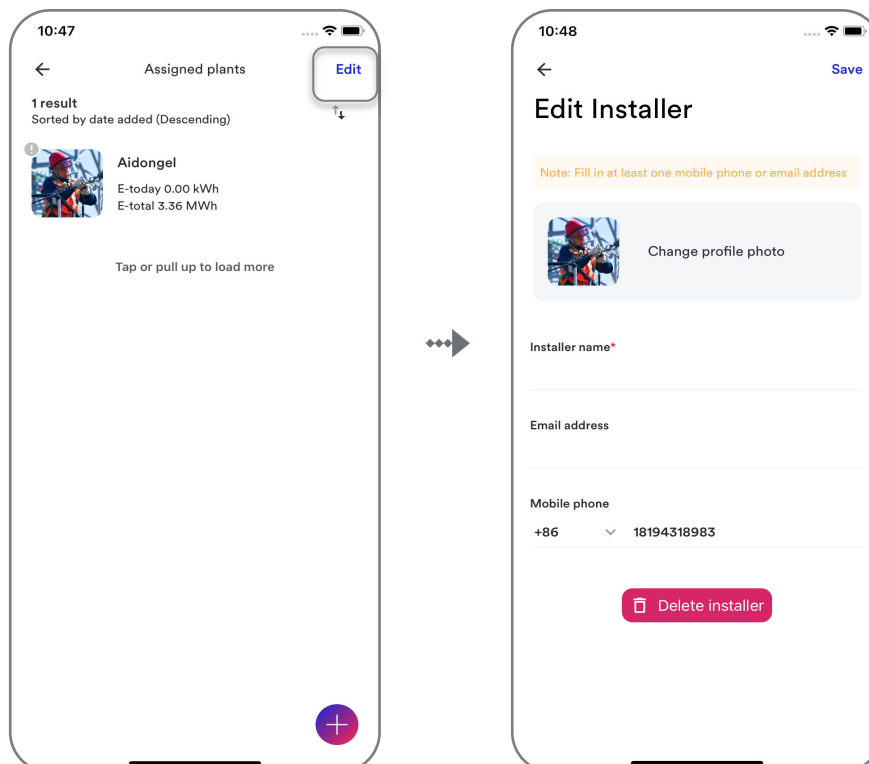 10:47
Assigned plants
Edit
1 result
Sorted by date added (Descending)
Aidongel
E-today 0.00 kWh
E-total 3.36 MWh
Tap or pull up to load more
10:48
Save
Edit Installer
Note: Fill in at least one mobile phone or email address
Change profile photo
Installer name*
Email address
Mobile phone
+86 18194318983
Delete installer